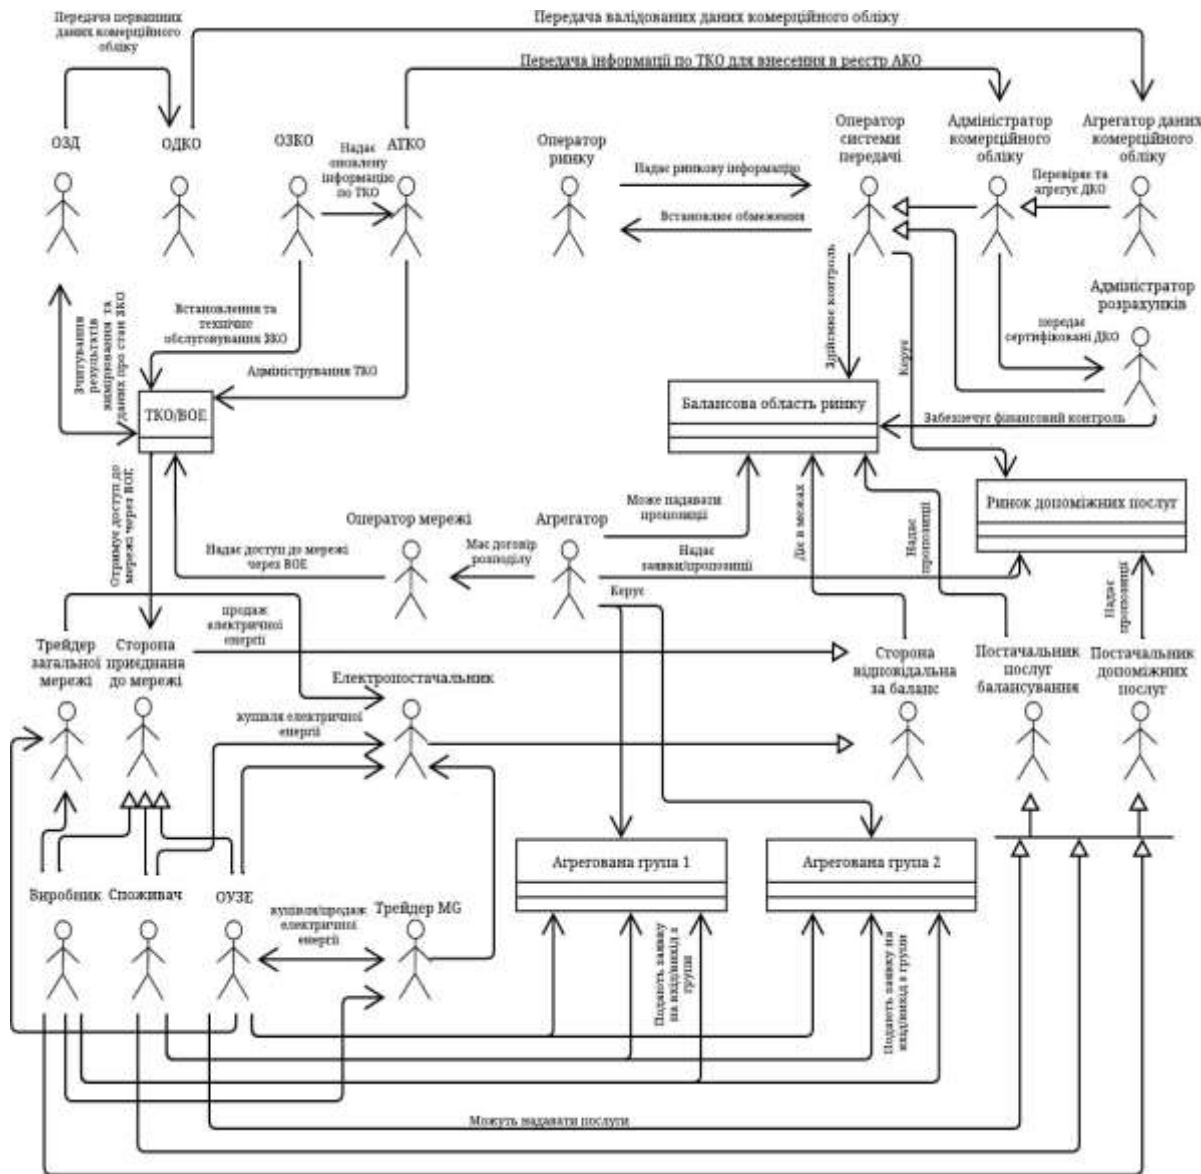 Передача первинних
даних комерційного
обліку
Передача валідованих даних комерційного обліку
Передача інформації по ТКО для внесення в реєстр АКО
ОЗД
ОДКО
ОЗКО
АТКО
Надає
оновлену
інформацію
по ТКО
Оператор
ринку
Оператор
системи
передачі
Адміністратор
комерційного
обліку
Агрегатор даних
комерційного
обліку
Надає ринкову інформацію
Встановлює обмеження
Перевіряє та
агрегує ДКО
Здійснює контроль
Керує
передає
сертифіковані ДКО
Адміністратор
розрахунків
Зчитування
результатів
вимірювання та
даних про стан ЗКО
Встановлення та
технічне
обслуговування ЗКО
Адміністрування ТКО
ТКО/ВОЕ
Балансова область ринку
Забезпечує фінансовий контроль
Ринок допоміжних послуг
Отримує доступ до
мережі через ВОЕ
Надає доступ до мережі
через ВОЕ
Оператор мережі
Має договір
розподілу
Агрегатор
Може надавати
пропозиції
Надає
заявки/пропозиції
Керує
Діє в межах
Надає
пропозиції
Надає
пропозиції
Трейдер
загальної
мережі
Сторона
приєднана
до мережі
продаж
електричної
енергії
Електропостачальник
Сторона
відповідальна
за баланс
Постачальник
послуг
балансування
Постачальник
допоміжних
послуг
купівля електричної
енергії
Агрегована група 1
Агрегована група 2
Виробник
Споживач
ОУЗЕ
купівля/продаж
електричної
енергії
Трейдер MG
Подають заявку
на вхід/вихід з
групи
Подають заявку на
вхід/вихід з групи
Можуть надавати послуги